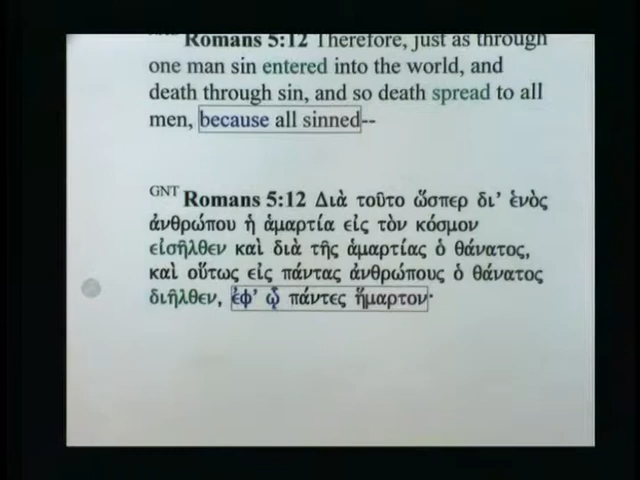 Romans 5:12 Therefore, just as through
one man sin entered into the world, and
death through sin, and so death spread to all
men, because all sinned--
GNT Romans 5:12 Διὰ τοῦτο ὥσπερ δι' ἑνὸς
ἀνθρώπου ἡ ἁμαρτία εἰς τὸν κόσμον
εἰσῆλθεν καὶ διὰ τῆς ἁμαρτίας ὁ θάνατος,
καὶ οὕτως εἰς πάντας ἀνθρώπους ὁ θάνατος
διῆλθεν, ἐφ' ᾧ πάντες ἥμαρτον·